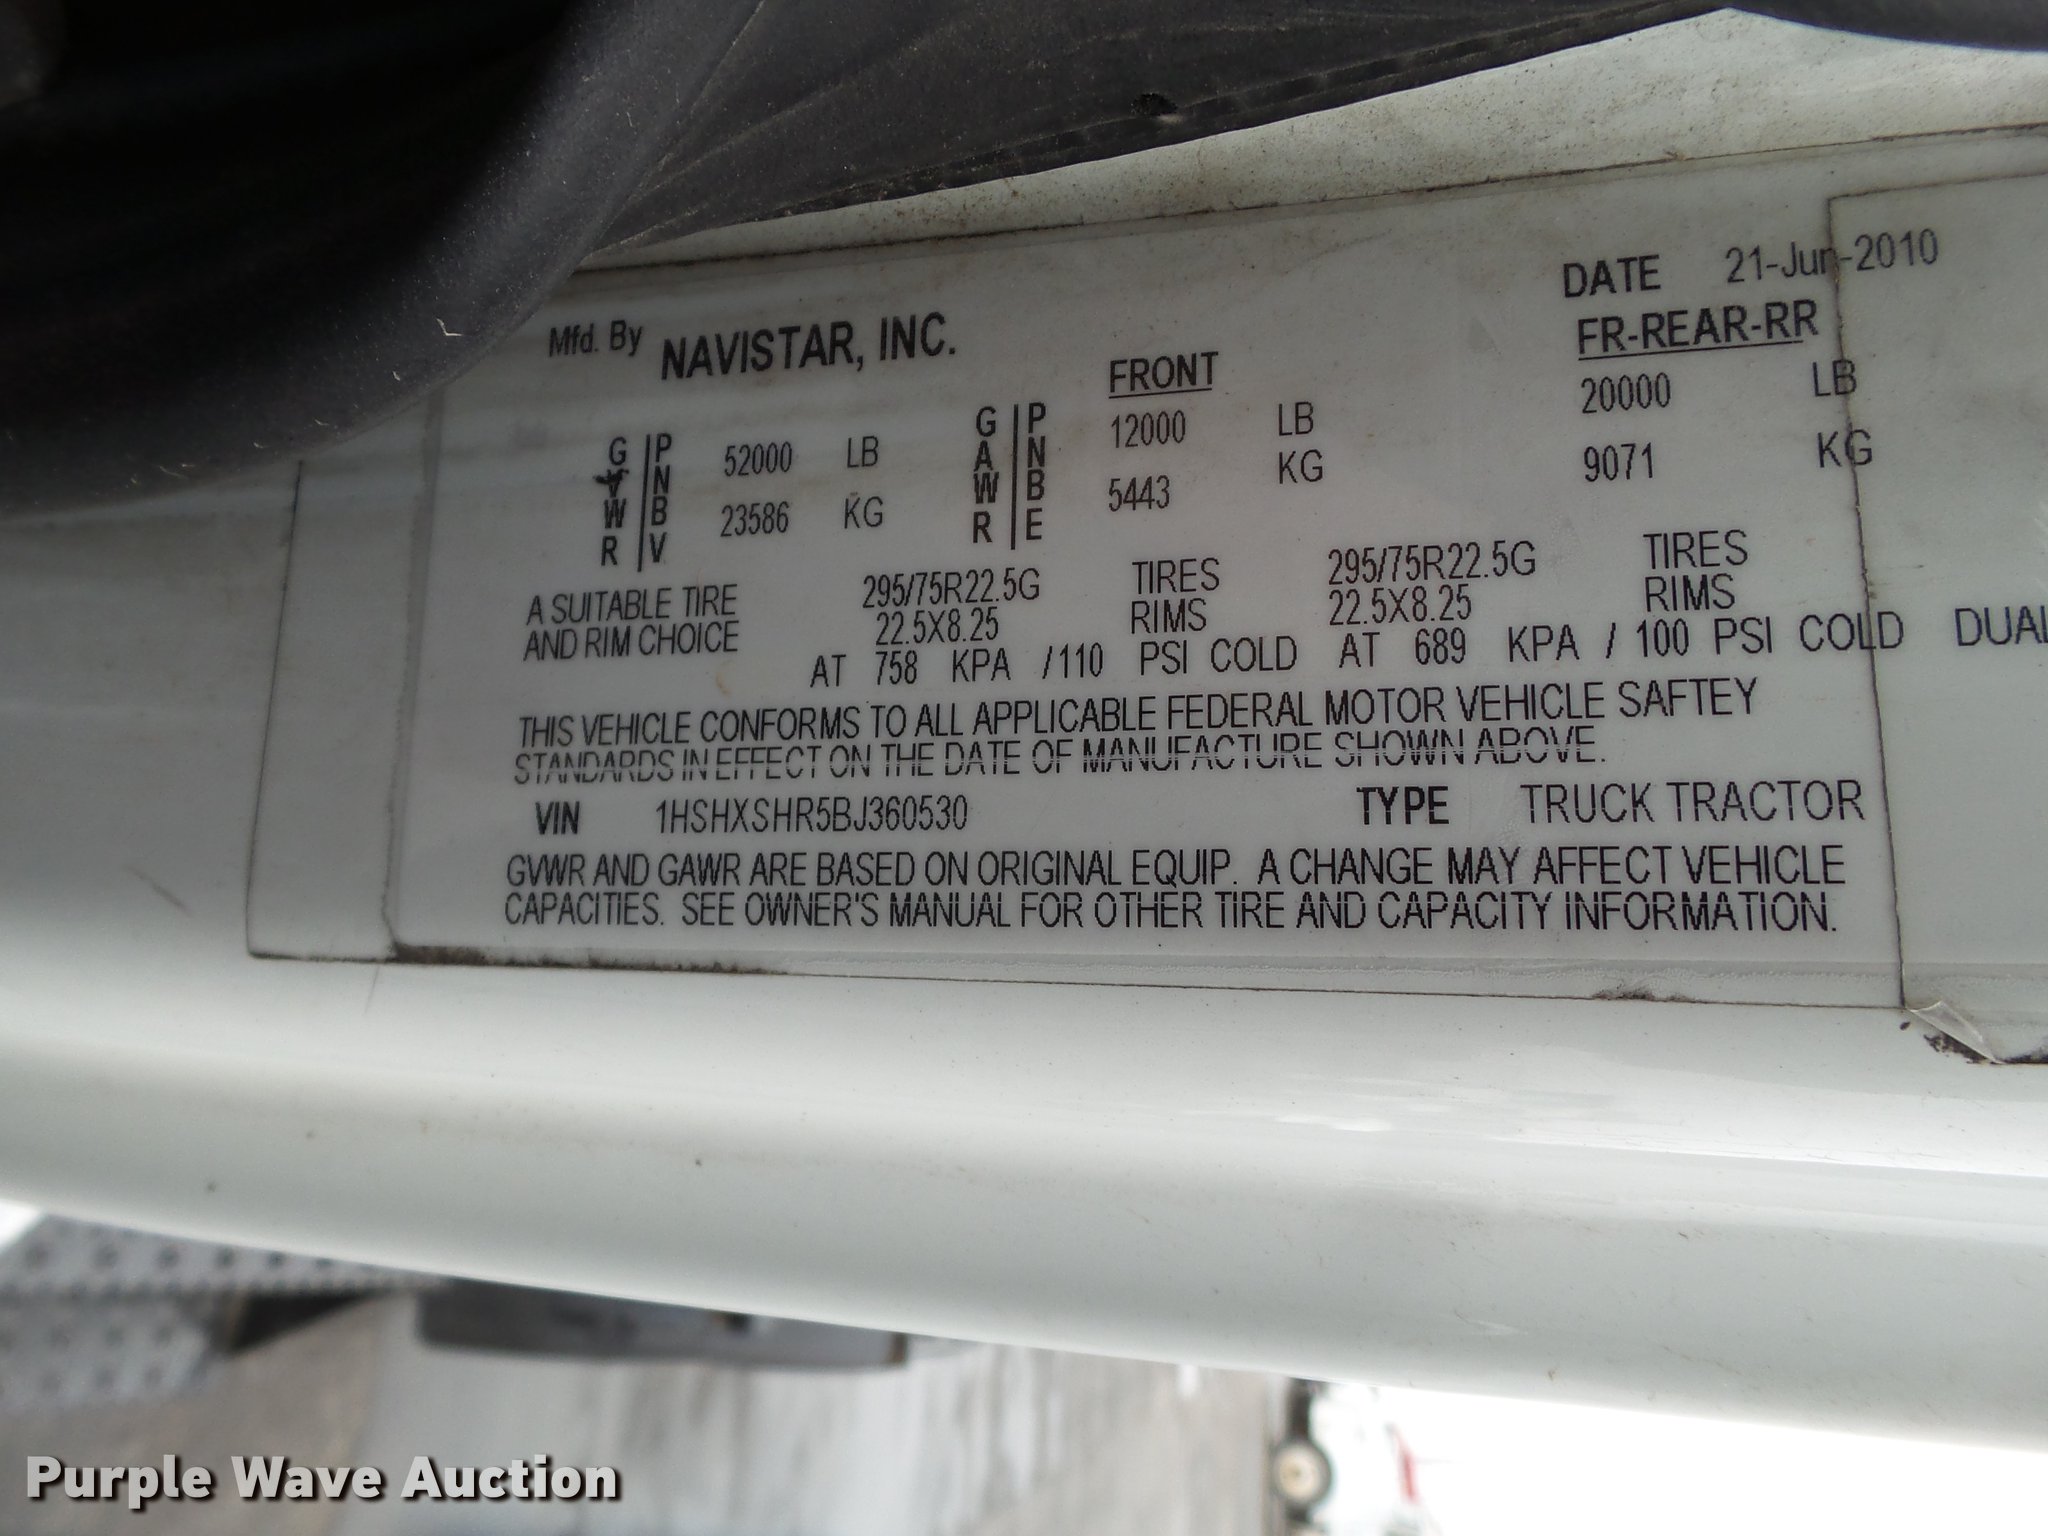 DATE 21-Jun-2010
Mfd. By NAVISTAR, INC. FRONT FR-REAR-RR
GVWR PNBV 52000 LB GAWR PNBE 12000 LB 20000 LB
23586 KG 5443 KG 9071 KG
A SUITABLE TIRE 295/75R22.5G TIRES 295/75R22.5G TIRES
AND RIM CHOICE 22.5X8.25 RIMS 22.5X8.25 RIMS
AT 758 KPA /110 PSI COLD AT 689 KPA / 100 PSI COLD DUAL
THIS VEHICLE CONFORMS TO ALL APPLICABLE FEDERAL MOTOR VEHICLE SAFTEY
STANDARDS IN EFFECT ON THE DATE OF MANUFACTURE SHOWN ABOVE.
VIN 1HSHXSHR5BJ360530 TYPE TRUCK TRACTOR
GVWR AND GAWR ARE BASED ON ORIGINAL EQUIP. A CHANGE MAY AFFECT VEHICLE
CAPACITIES. SEE OWNER'S MANUAL FOR OTHER TIRE AND CAPACITY INFORMATION.
Purple Wave Auction